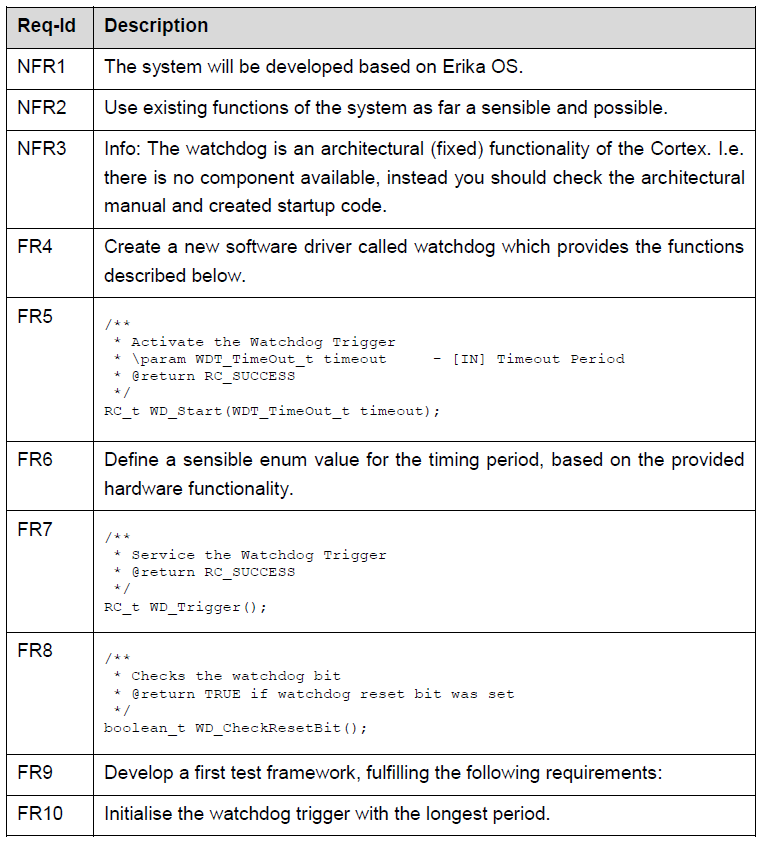 Req-Id Description
NFR1 The system will be developed based on Erika OS.
NFR2 Use existing functions of the system as far a sensible and possible.
NFR3 Info: The watchdog is an architectural (fixed) functionality of the Cortex. I.e.
there is no component available, instead you should check the architectural
manual and created startup code.
FR4 Create a new software driver called watchdog which provides the functions
described below.
FR5
/**
* Activate the Watchdog Trigger
* \param WDT_TimeOut_t timeout - [IN] Timeout Period
* @return RC_SUCCESS
*/
RC_t WD_Start(WDT_TimeOut_t timeout);
FR6 Define a sensible enum value for the timing period, based on the provided
hardware functionality.
FR7
/**
* Service the Watchdog Trigger
* @return RC_SUCCESS
*/
RC_t WD_Trigger();
FR8
/**
* Checks the watchdog bit
* @return TRUE if watchdog reset bit was set
*/
boolean_t WD_CheckResetBit();
FR9 Develop a first test framework, fulfilling the following requirements:
FR10 Initialise the watchdog trigger with the longest period.